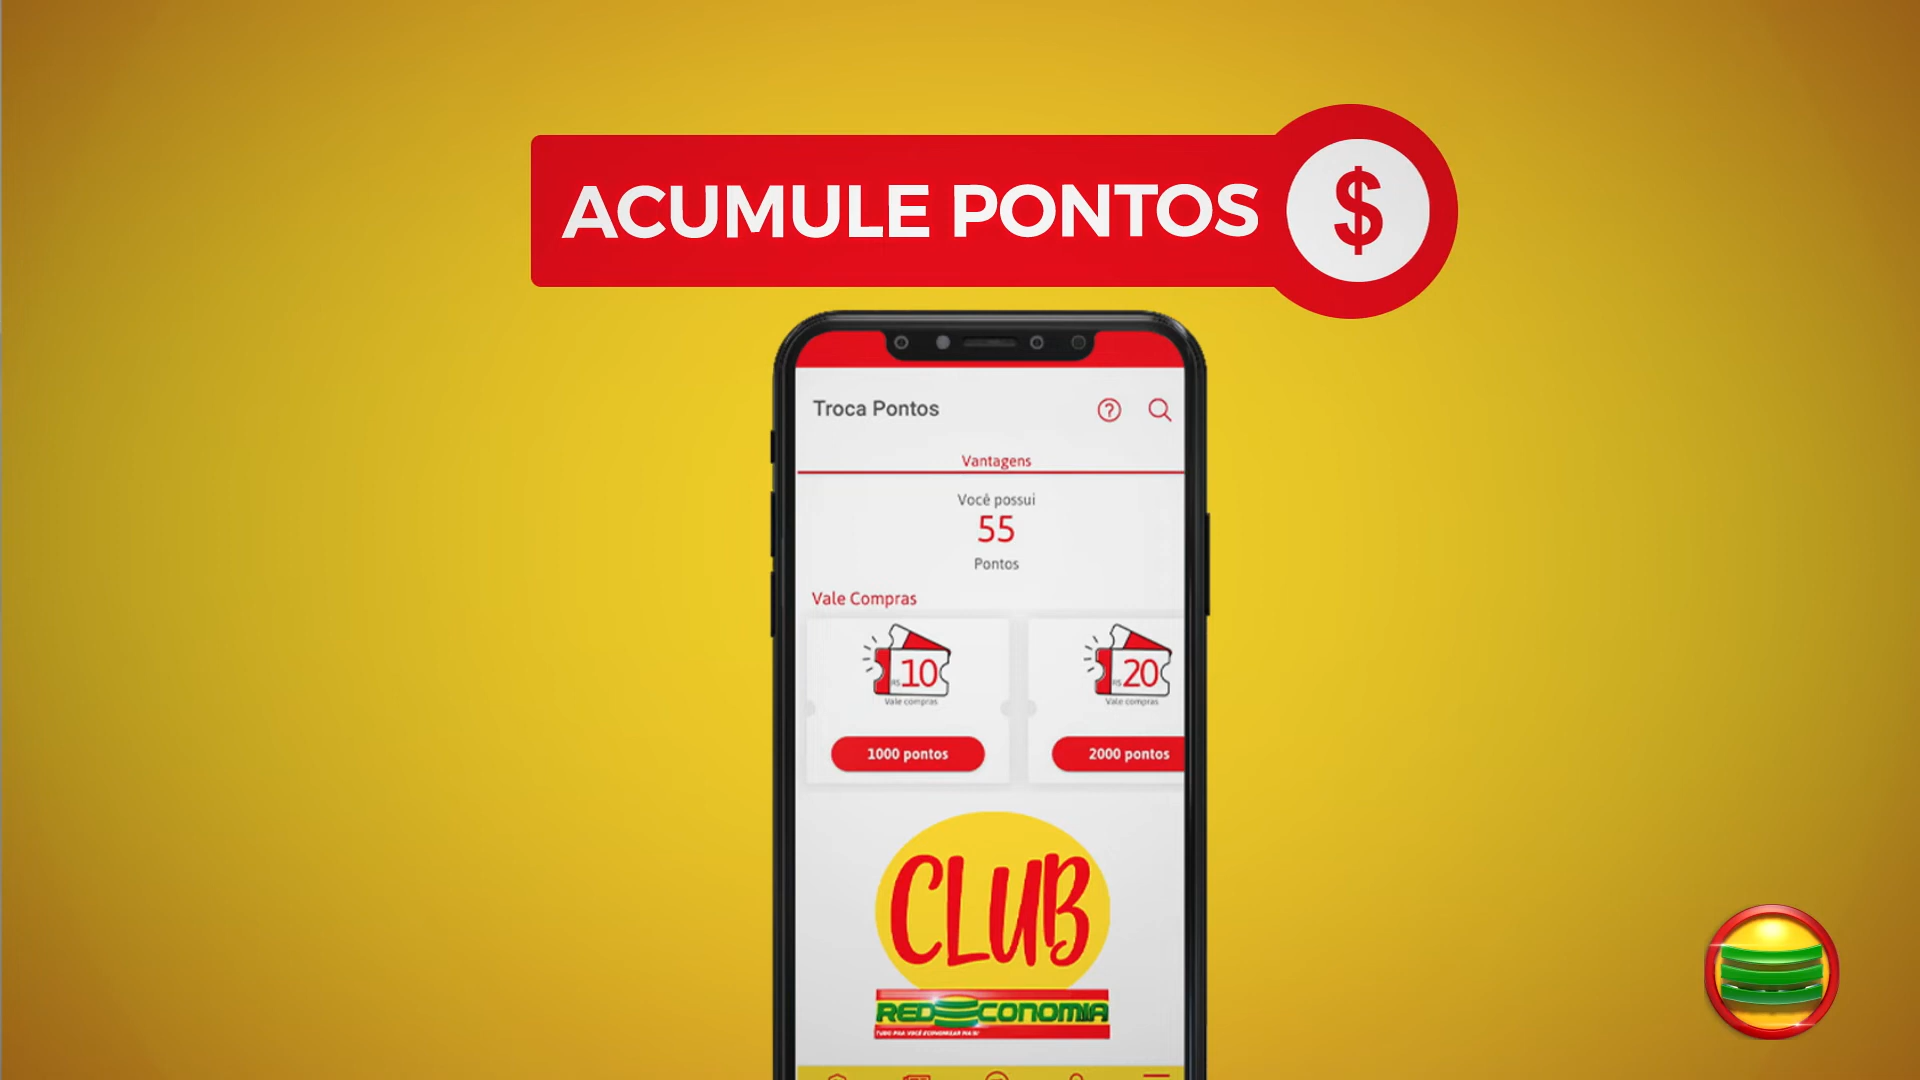 ACUMULE PONTOS $
Troca Pontos
Vantagens
Você possui
55
Pontos
Vale Compras
R$ 10
Vale compras
R$ 20
Vale compras
1000 pontos
2000 pontos
CLUB
REDECONOMIA